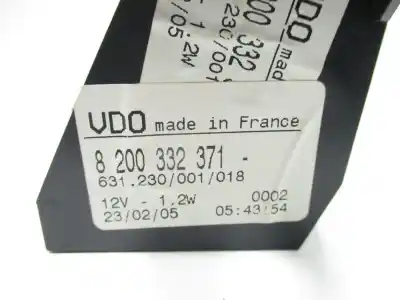 VDO made
230/001
200 332
1.2W
/05
VDO made in France
8 200 332 371 -
631.230/001/018
12V - 1.2W 0002
23/02/05 05:43:54